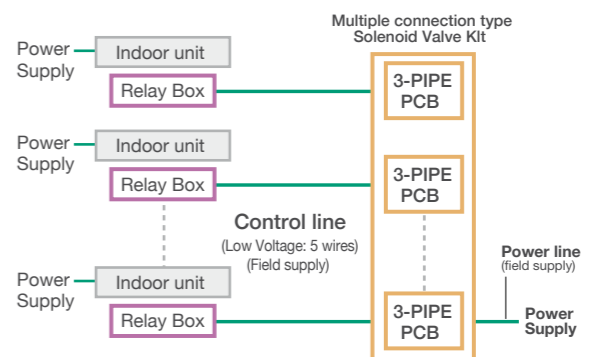 Multiple connection type
Solenoid Valve KIt
Power
Supply
Indoor unit
Relay Box
3-PIPE
PCB
Power
Supply
Indoor unit
Relay Box
3-PIPE
PCB
Control line
(Low Voltage: 5 wires)
(Field supply)
Power line
(field supply)
Power
Supply
Indoor unit
Relay Box
3-PIPE
PCB
Power
Supply